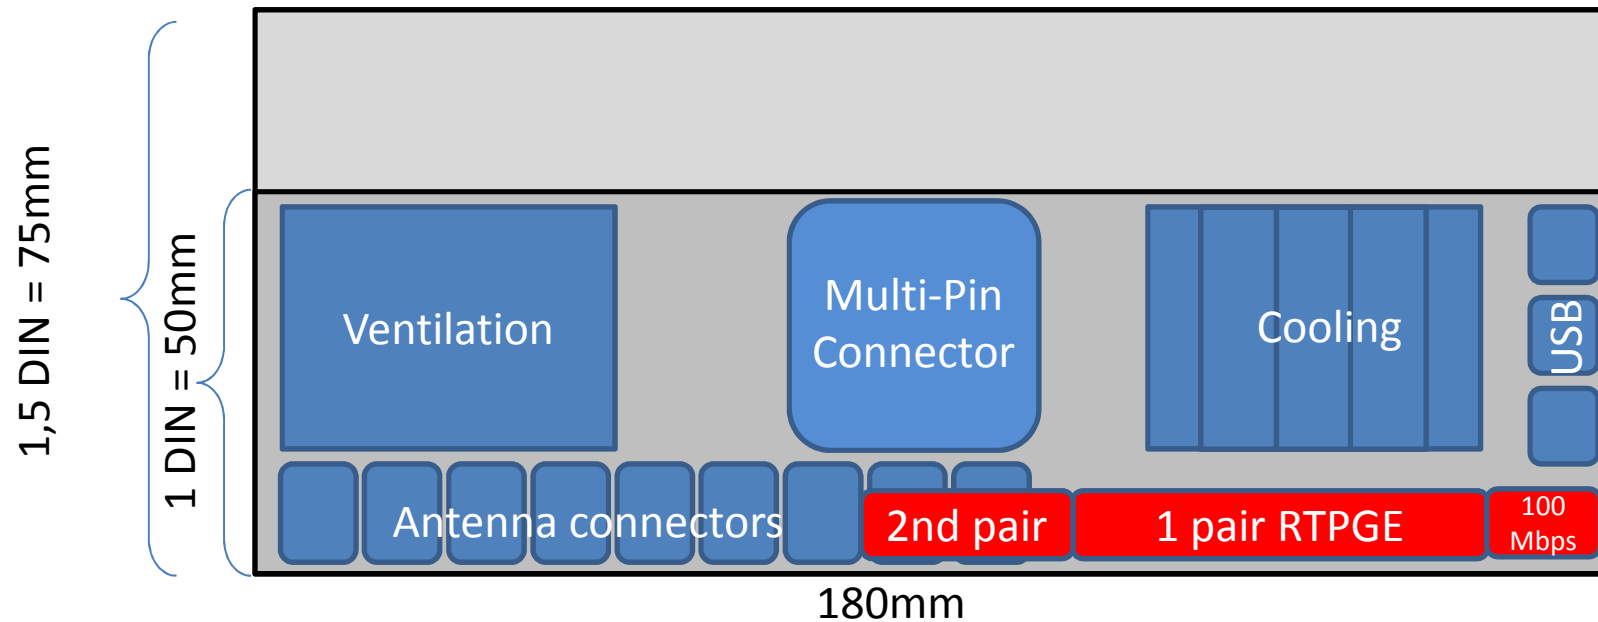 1,5 DIN = 75mm
1 DIN = 50mm
Ventilation
Multi-Pin
Connector
Cooling
USB
Antenna connectors
2nd pair
1 pair RTPGE
100
Mbps
180mm